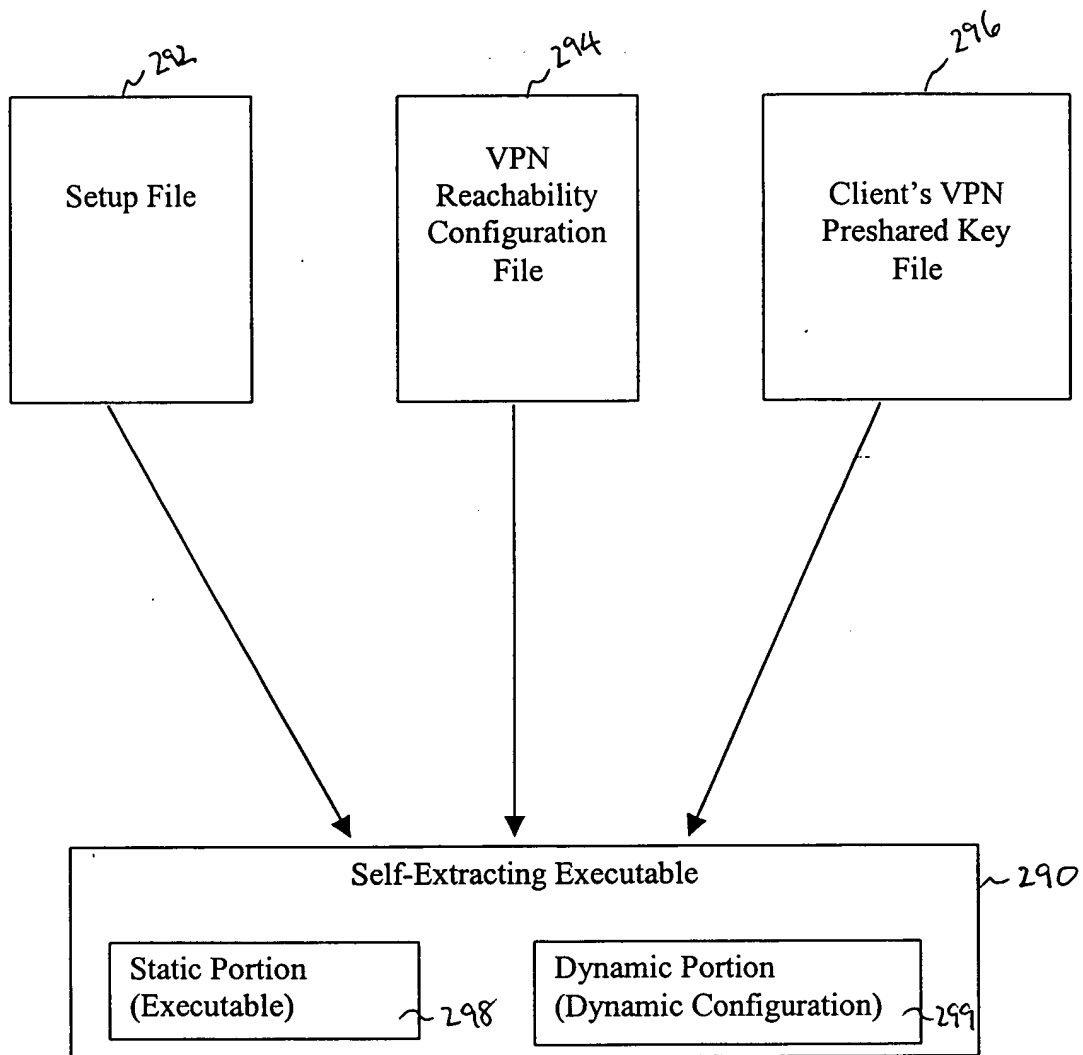 292
294
296
Setup File
VPN
Reachability
Configuration
File
Client's VPN
Preshared Key
File
Self-Extracting Executable
290
Static Portion
(Executable)
298
Dynamic Portion
(Dynamic Configuration)
299